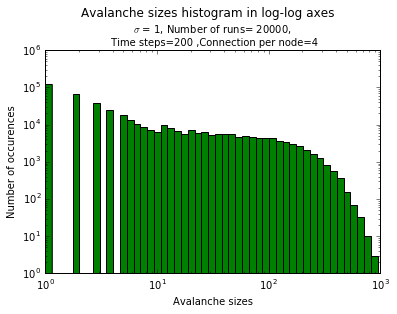 Avalanche sizes histogram in log-log axes
σ = 1, Number of runs= 20000,
Time steps=200 ,Connection per node=4
10^6
10^5
10^4
10^3
10^2
10^1
10^0
Number of occurences
10^0 10^1 10^2 10^3
Avalanche sizes